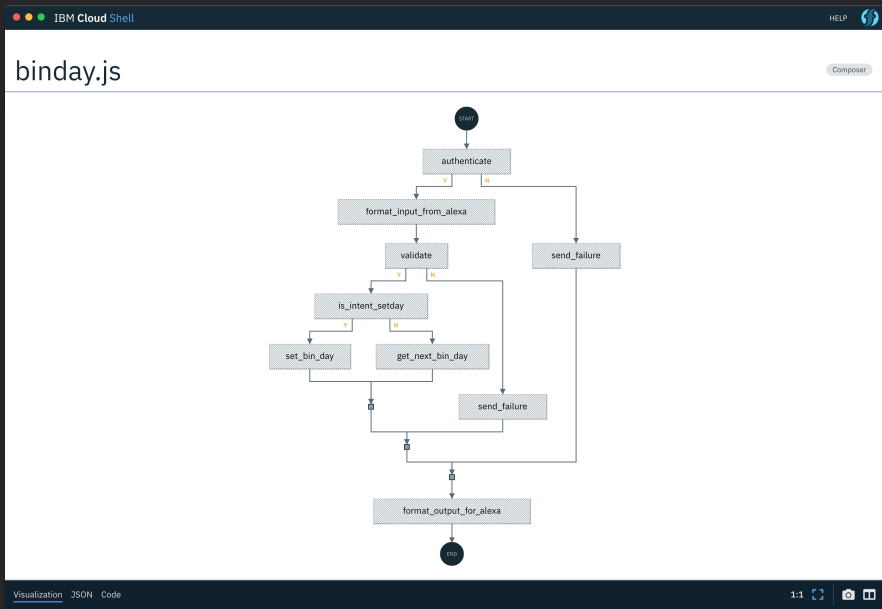 IBM Cloud Shell
HELP
binday.js
Composer
START
authenticate
Y
N
format_input_from_alexa
validate
send_failure
Y
N
is_intent_setday
Y
N
set_bin_day
get_next_bin_day
send_failure
format_output_for_alexa
END
Visualization JSON Code
1:1